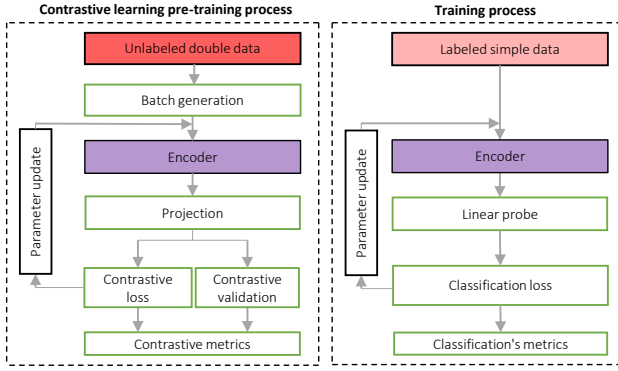 Contrastive learning pre-training process
Unlabeled double data
Batch generation
Encoder
Projection
Parameter update
Contrastive
loss
Contrastive
validation
Contrastive metrics
Training process
Labeled simple data
Encoder
Linear probe
Parameter update
Classification loss
Classification's metrics